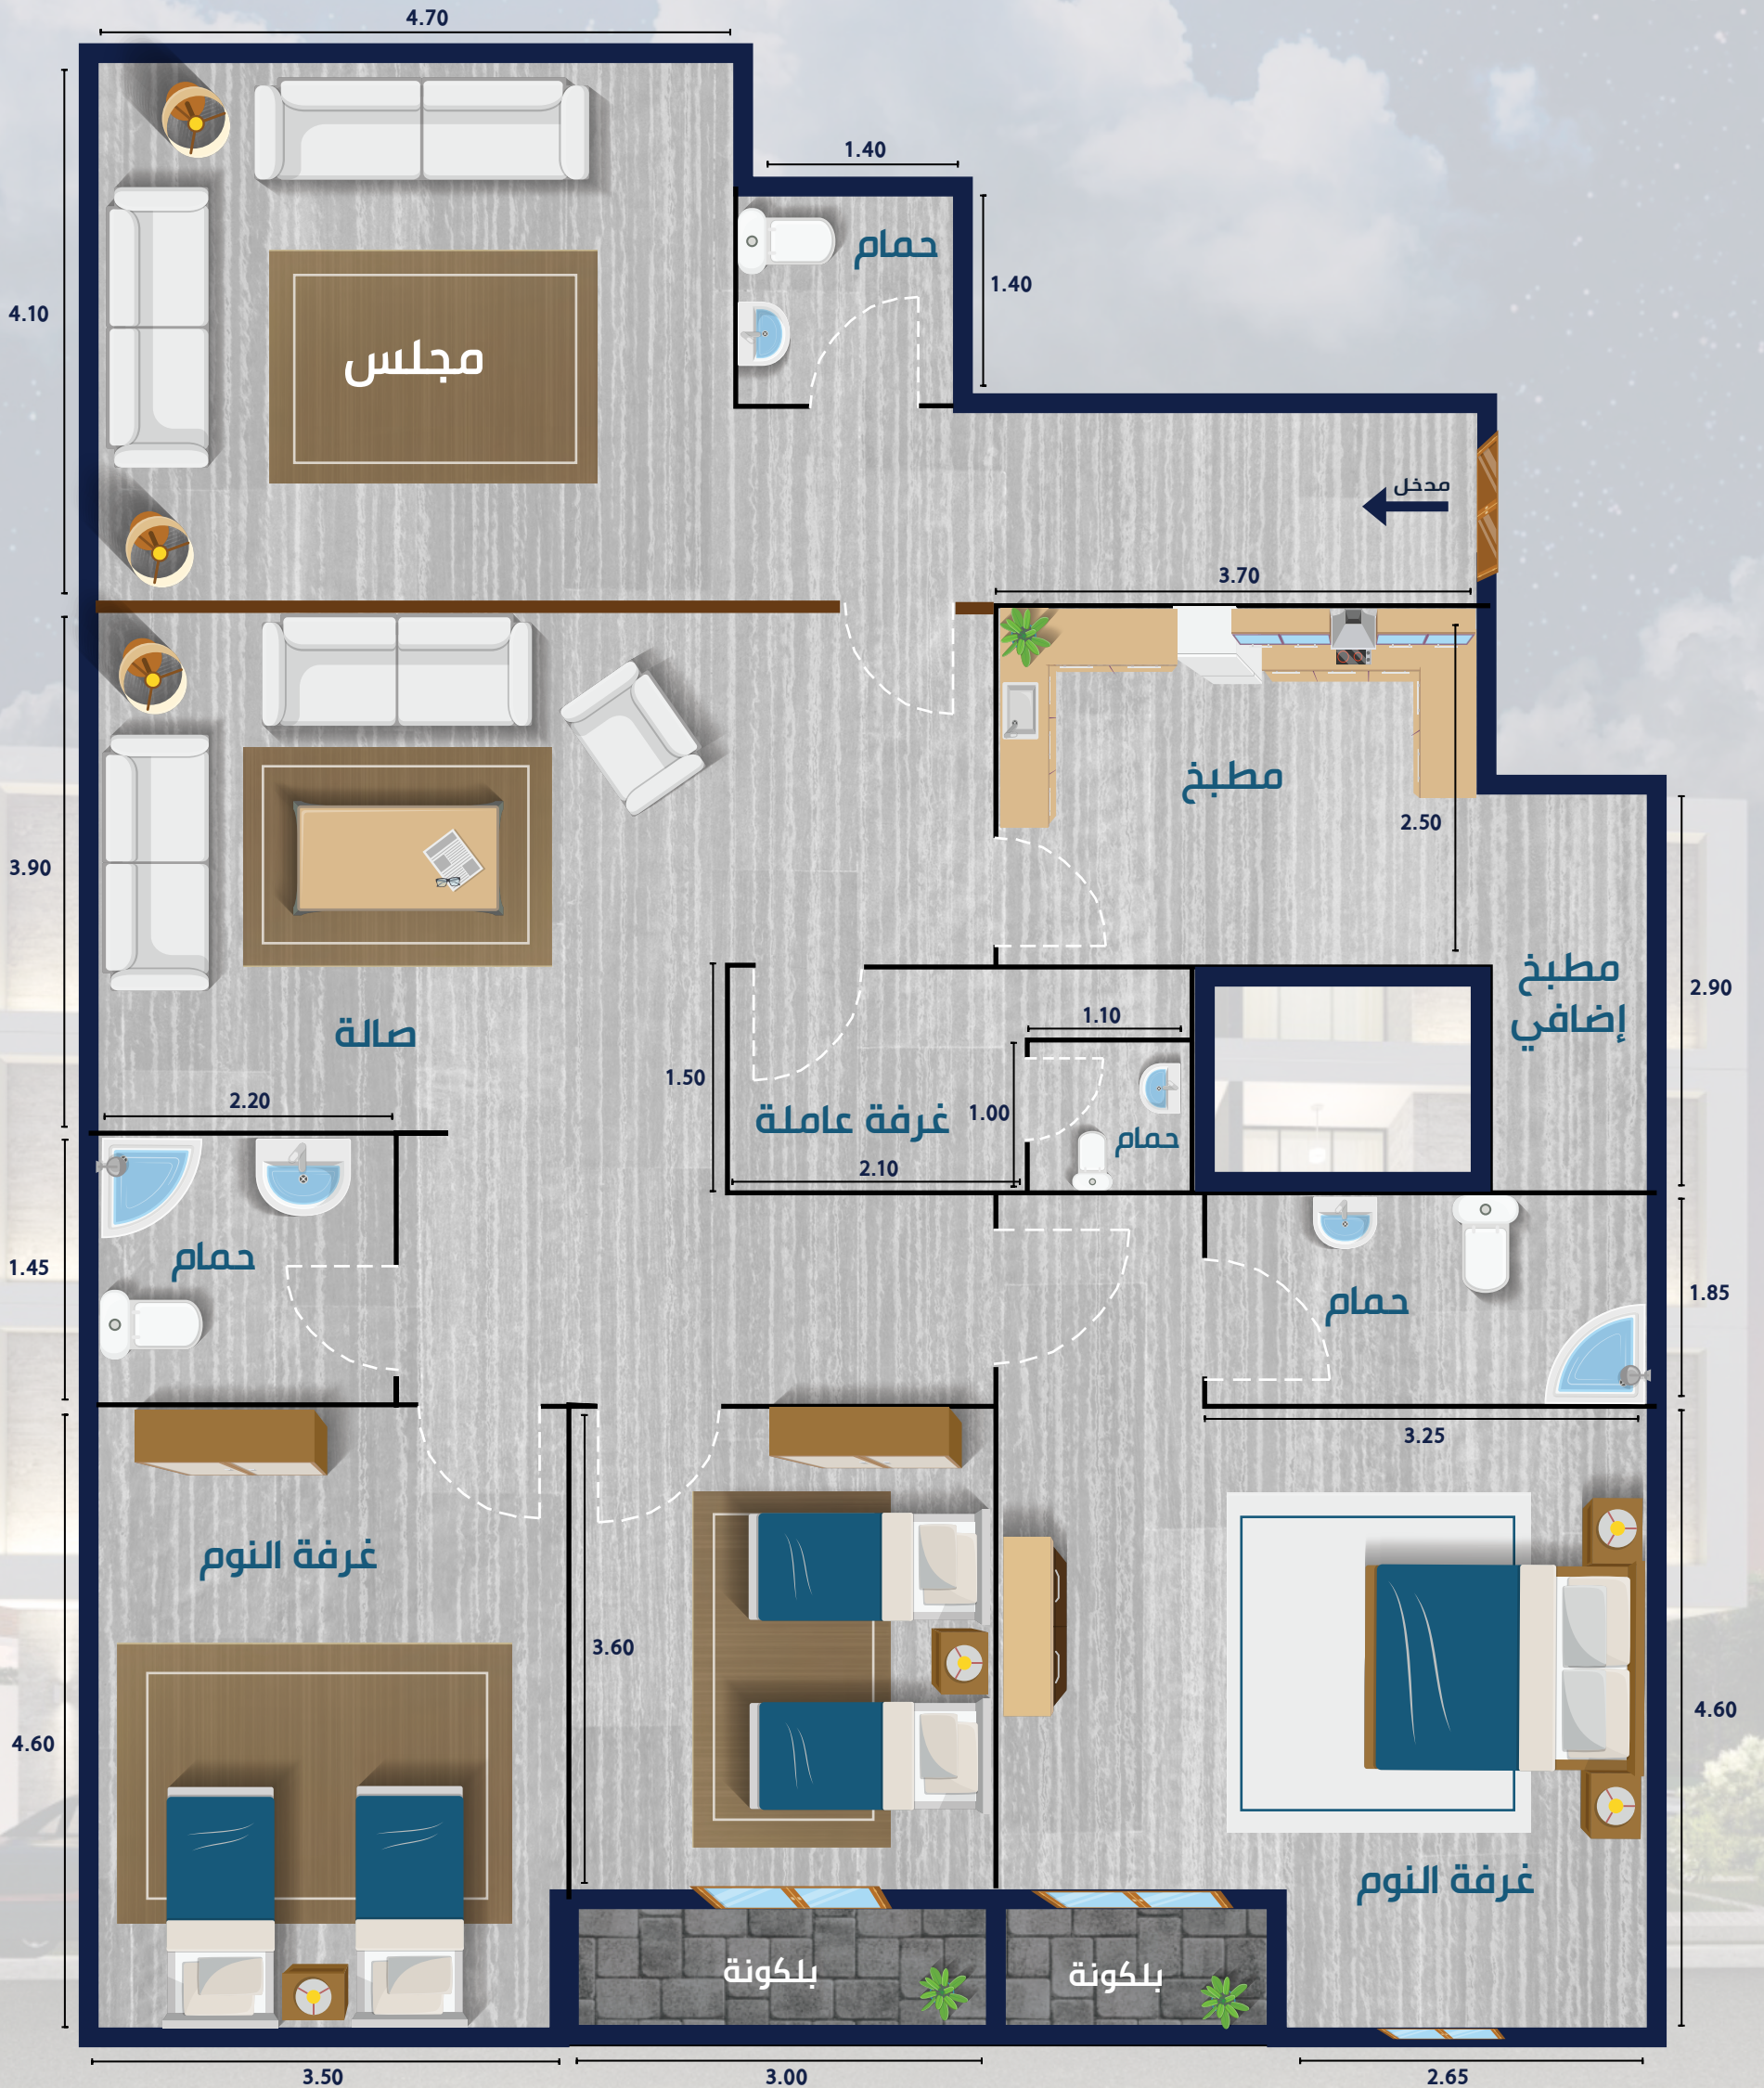 4.70
1.40
حمام
1.40
4.10
مجلس
مدخل
3.70
مطبخ
2.50
3.90
مطبخ
إضافي
2.90
صالة
1.10
1.50
غرفة عاملة
1.00
حمام
2.10
2.20
حمام
1.45
حمام
1.85
3.25
غرفة النوم
3.60
4.60
4.60
غرفة النوم
بلكونة
بلكونة
3.50
3.00
2.65